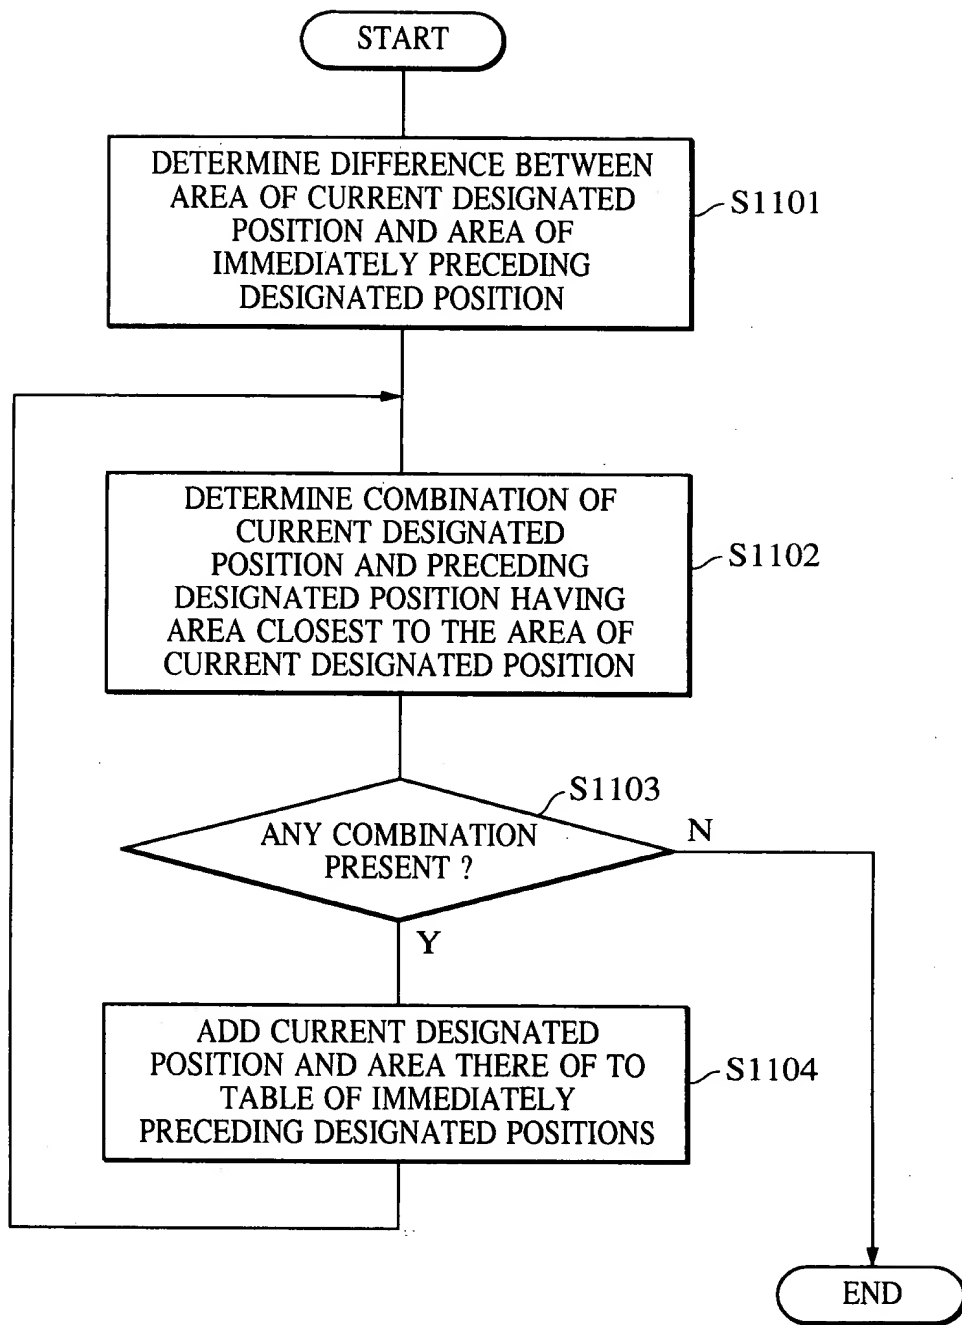 START
DETERMINE DIFFERENCE BETWEEN
AREA OF CURRENT DESIGNATED
POSITION AND AREA OF
IMMEDIATELY PRECEDING
DESIGNATED POSITION
S1101
DETERMINE COMBINATION OF
CURRENT DESIGNATED
POSITION AND PRECEDING
DESIGNATED POSITION HAVING
AREA CLOSEST TO THE AREA OF
CURRENT DESIGNATED POSITION
S1102
S1103
ANY COMBINATION
PRESENT ?
N
Y
ADD CURRENT DESIGNATED
POSITION AND AREA THERE OF TO
TABLE OF IMMEDIATELY
PRECEDING DESIGNATED POSITIONS
S1104
END